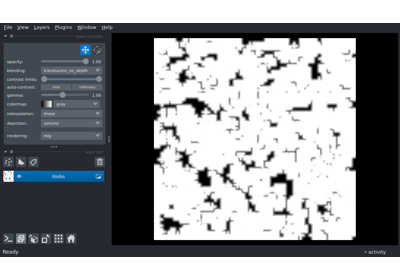 File View Layers Plugins Window Help
opacity: 1.00
blending: translucent_no_depth
contrast limits:
auto-contrast: once continuous
gamma: 1.00
colormap: gray
interpolation: linear
depiction: volume
rendering: mip
blobs
Ready
activity